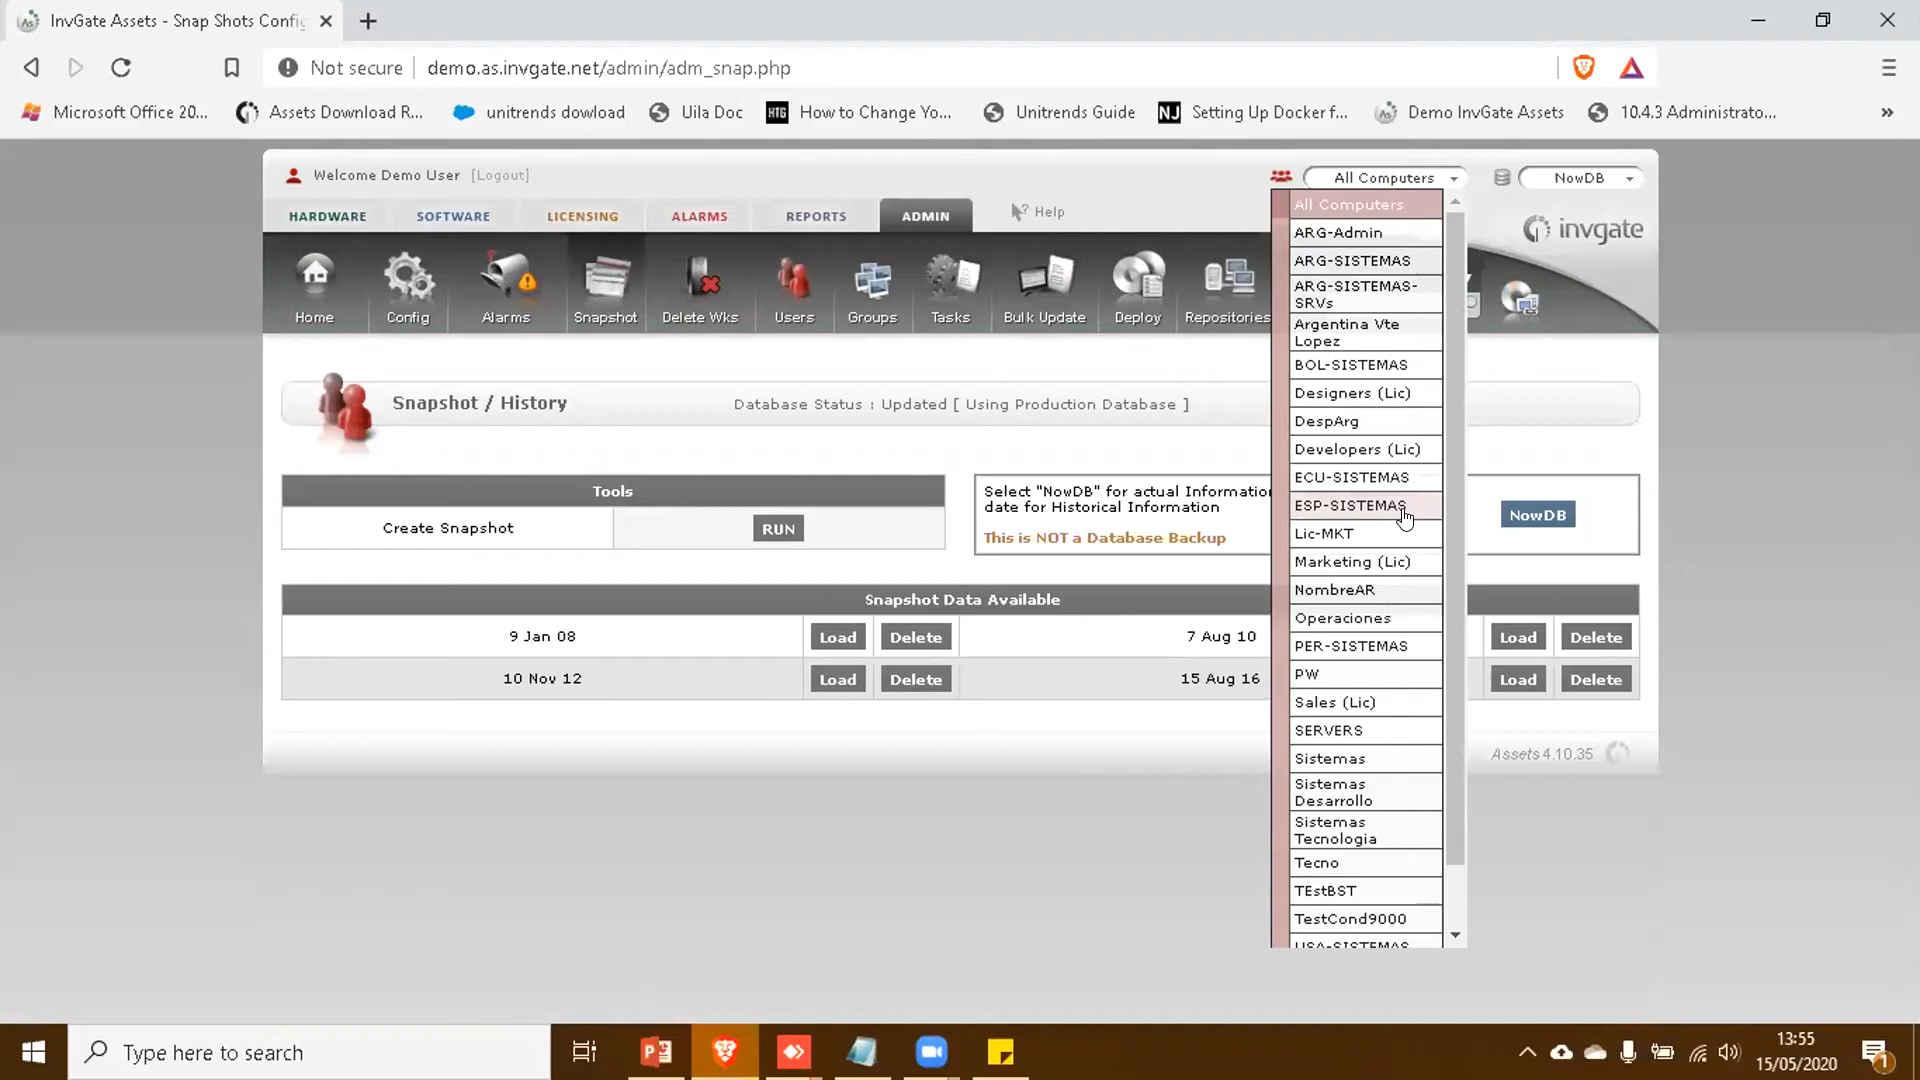 InvGate Assets - Snap Shots Config
Not secure
demo.as.invgate.net/admin/adm_snap.php
Microsoft Office 20...
Assets Download R...
unitrends dowload
Uila Doc
HTG
How to Change Yo...
Unitrends Guide
NJ
Setting Up Docker f...
Demo InvGate Assets
10.4.3 Administrato...
»
Welcome Demo User [Logout]
All Computers
NowDB
HARDWARE
SOFTWARE
LICENSING
ALARMS
REPORTS
ADMIN
Help
invgate
Home
Config
Alarms
Snapshot
Delete Wks
Users
Groups
Tasks
Bulk Update
Deploy
Repositories
All Computers
ARG-Admin
ARG-SISTEMAS
ARG-SISTEMAS-
SRVs
Argentina Vte
Lopez
BOL-SISTEMAS
Designers (Lic)
DespArg
Developers (Lic)
ECU-SISTEMAS
ESP-SISTEMAS
Lic-MKT
Marketing (Lic)
NombreAR
Operaciones
PER-SISTEMAS
PW
Sales (Lic)
SERVERS
Sistemas
Sistemas
Desarrollo
Sistemas
Tecnologia
Tecno
TEstBST
TestCond9000
USA-SISTEMAS
Snapshot / History
Database Status : Updated [ Using Production Database ]
Tools
Create Snapshot
RUN
Select "NowDB" for actual Information
date for Historical Information
This is NOT a Database Backup
NowDB
Snapshot Data Available
9 Jan 08
Load
Delete
7 Aug 10
Load
Delete
10 Nov 12
Load
Delete
15 Aug 16
Load
Delete
Assets 4.10.35
Type here to search
13:55
15/05/2020
1